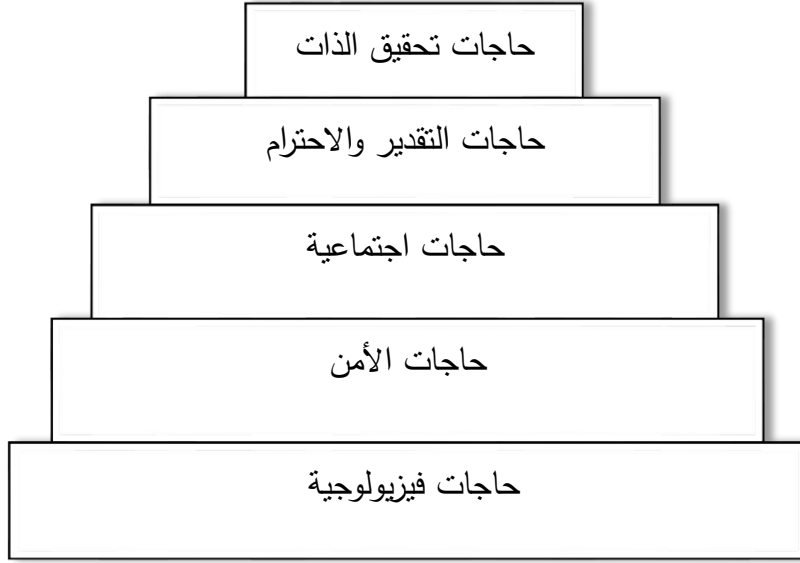 حاجات تحقيق الذات
حاجات التقدير والاحترام
حاجات اجتماعية
حاجات الأمن
حاجات فيزيولوجية